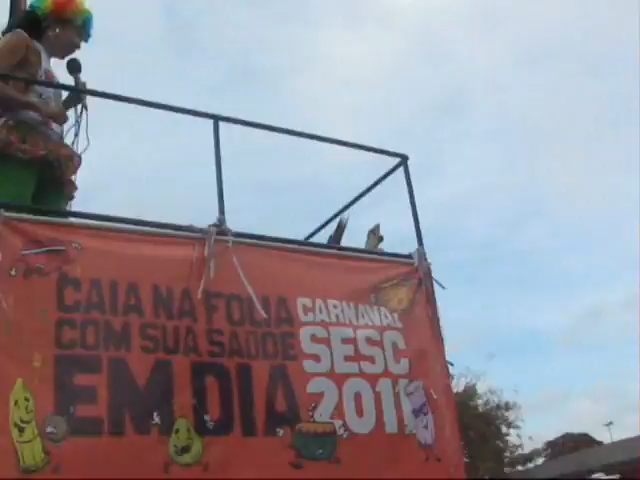 CAIA NA FOLIA
COM SUA SAÚDE
EM DIA
CARNAVAL
SESC
2011